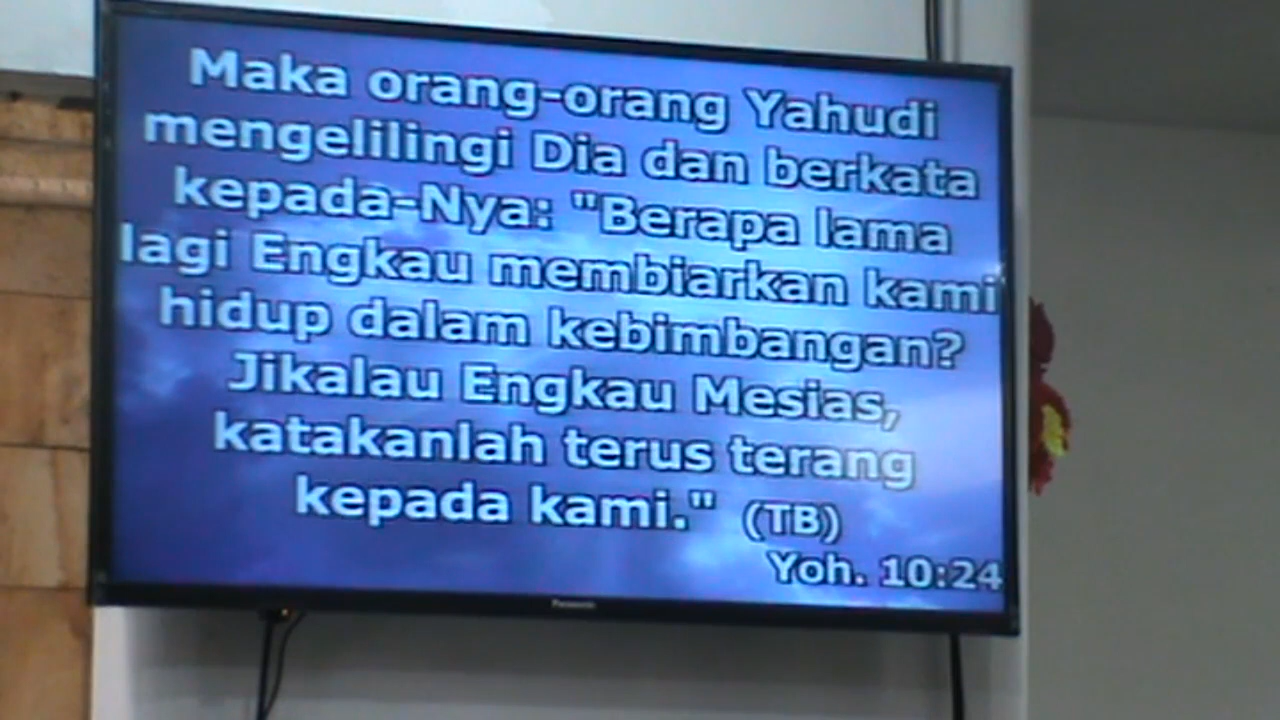 Maka orang-orang Yahudi
mengelilingi Dia dan berkata
kepada-Nya: "Berapa lama
lagi Engkau membiarkan kami
hidup dalam kebimbangan?
Jikalau Engkau Mesias,
katakanlah terus terang
kepada kami." (TB)
Yoh. 10:24
Panasonic